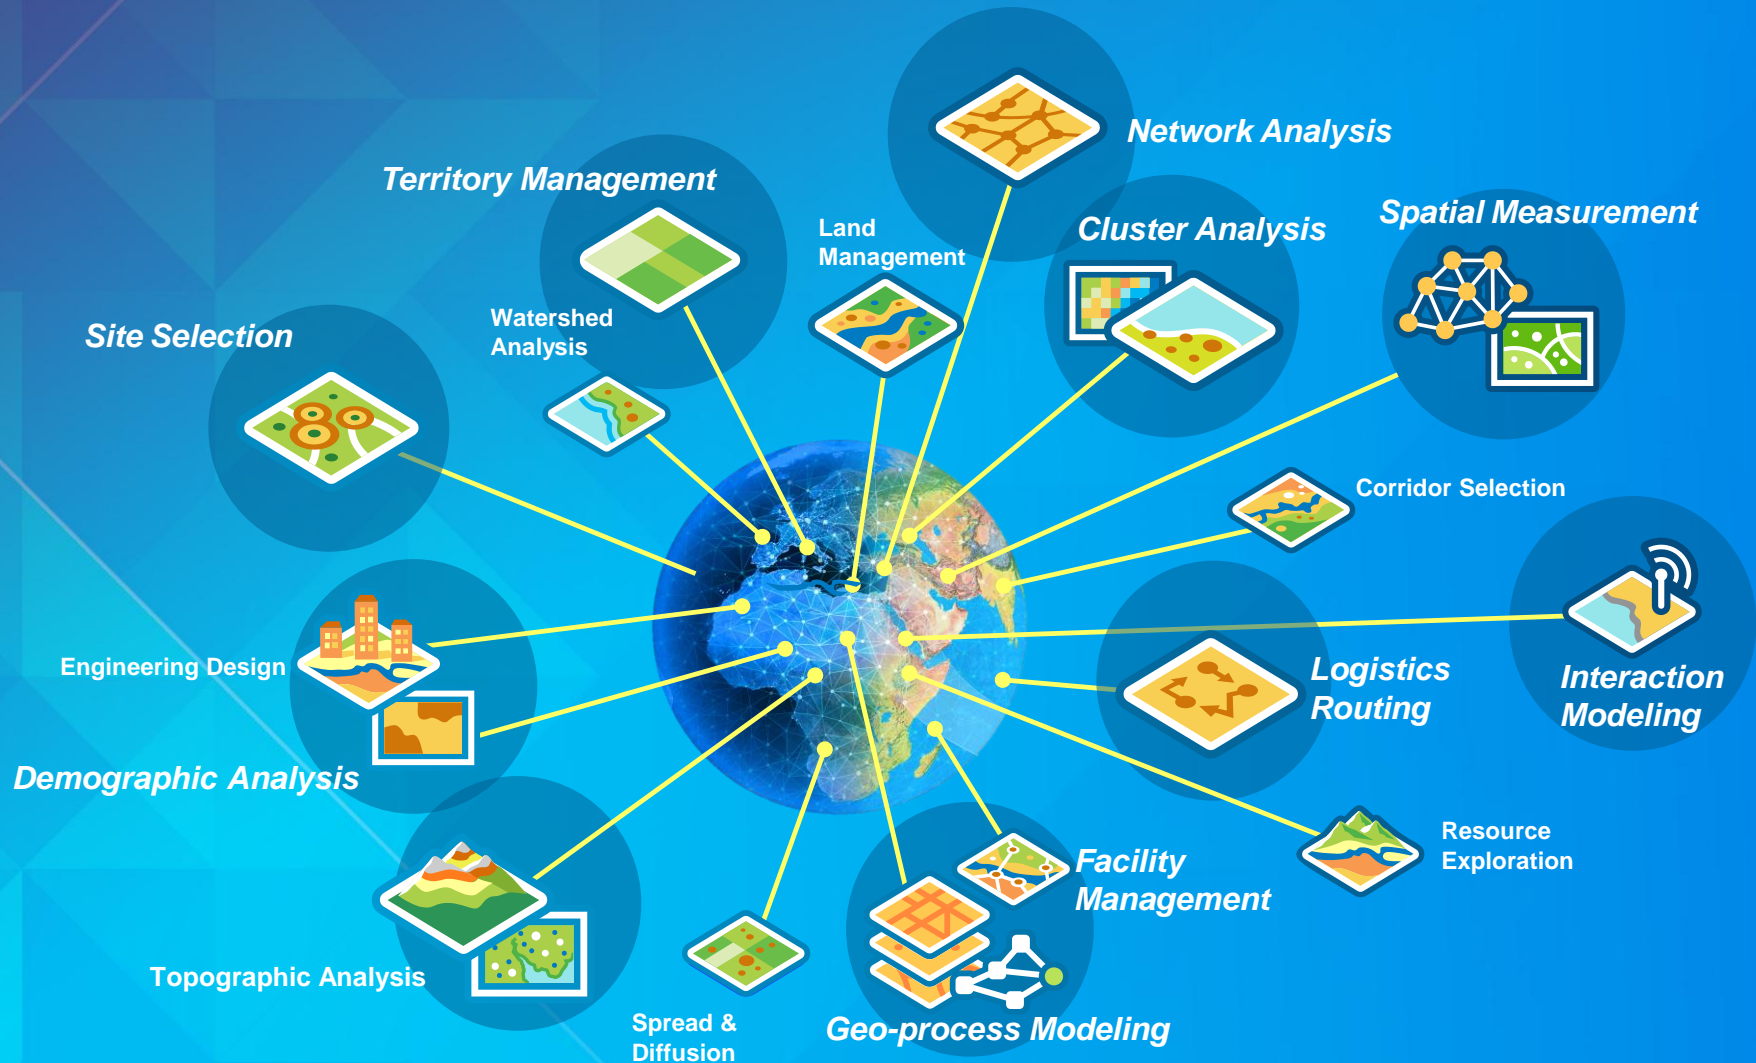 Network Analysis
Territory Management
Spatial Measurement
Land
Management
Cluster Analysis
Watershed
Analysis
Site Selection
Corridor Selection
Engineering Design
Logistics
Routing
Interaction
Modeling
Demographic Analysis
Resource
Exploration
Facility
Management
Topographic Analysis
Spread &
Diffusion
Geo-process Modeling